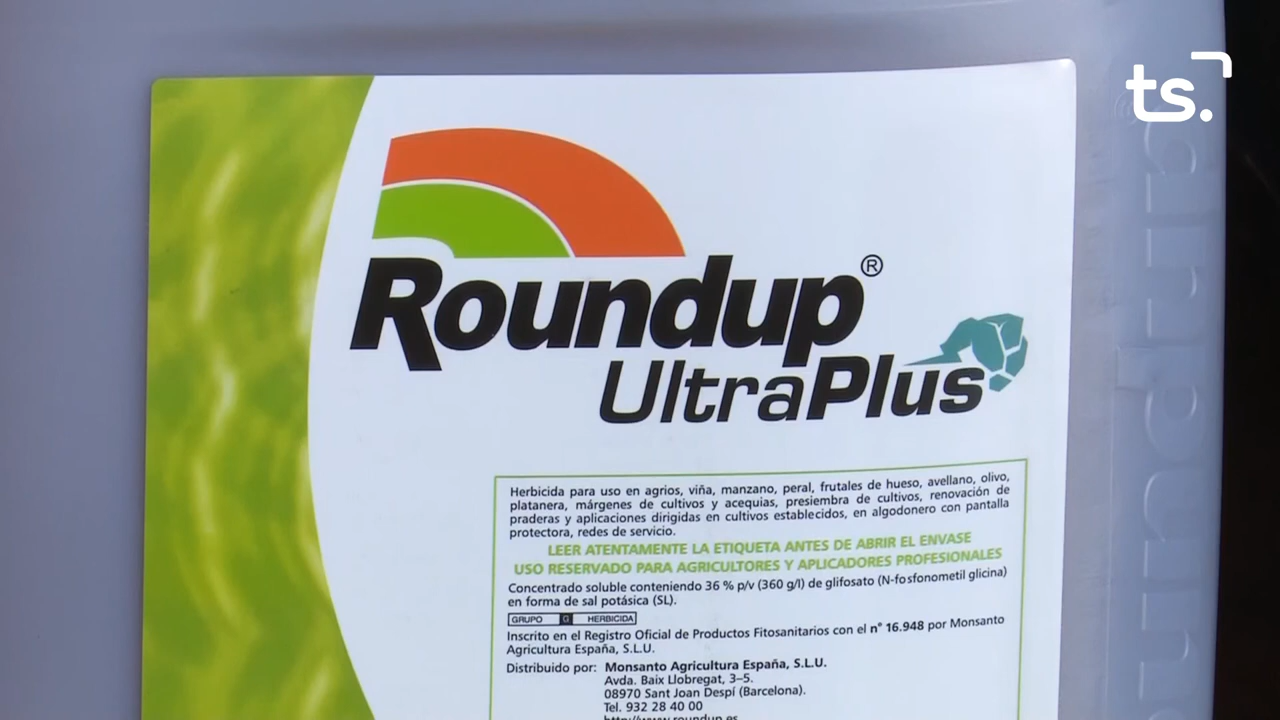 ts.
Roundup®
UltraPlus
Herbicida para uso en agrios, viña, manzano, peral, frutales de hueso, avellano, olivo,
platanera, márgenes de cultivos y acequias, presiembra de cultivos, renovación de
praderas y aplicaciones dirigidas en cultivos establecidos, en algodonero con pantalla
protectora, redes de servicio.
LEER ATENTAMENTE LA ETIQUETA ANTES DE ABRIR EL ENVASE
USO RESERVADO PARA AGRICULTORES Y APLICADORES PROFESIONALES
Concentrado soluble conteniendo 36 % p/v (360 g/l) de glifosato (N-fosfonometil glicina)
en forma de sal potásica (SL).
GRUPO G HERBICIDA
Inscrito en el Registro Oficial de Productos Fitosanitarios con el n° 16.948 por Monsanto
Agricultura España, S.L.U.
Distribuido por: Monsanto Agricultura España, S.L.U.
Avda. Baix Llobregat, 3–5.
08970 Sant Joan Despí (Barcelona).
Tel. 932 28 40 00
http://www.roundup.es